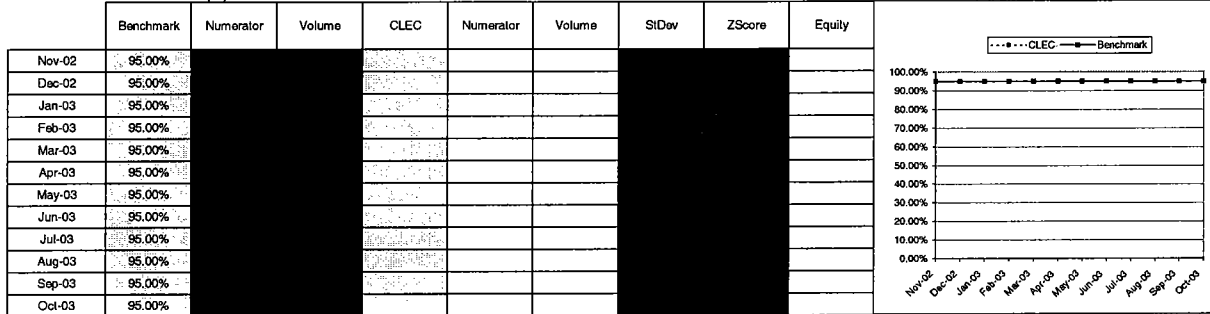 Benchmark Numerator Volume CLEC Numerator Volume StDev ZScore Equity
Nov-02 95.00%
Dec-02 95.00%
Jan-03 95.00%
Feb-03 95.00%
Mar-03 95.00%
Apr-03 95.00%
May-03 95.00%
Jun-03 95.00%
Jul-03 95.00%
Aug-03 95.00%
Sep-03 95.00%
Oct-03 95.00%
CLEC Benchmark
100.00%
90.00%
80.00%
70.00%
60.00%
50.00%
40.00%
30.00%
20.00%
10.00%
0.00%
Nov-02 Dec-02 Jan-03 Feb-03 Mar-03 Apr-03 May-03 Jun-03 Jul-03 Aug-03 Sep-03 Oct-03